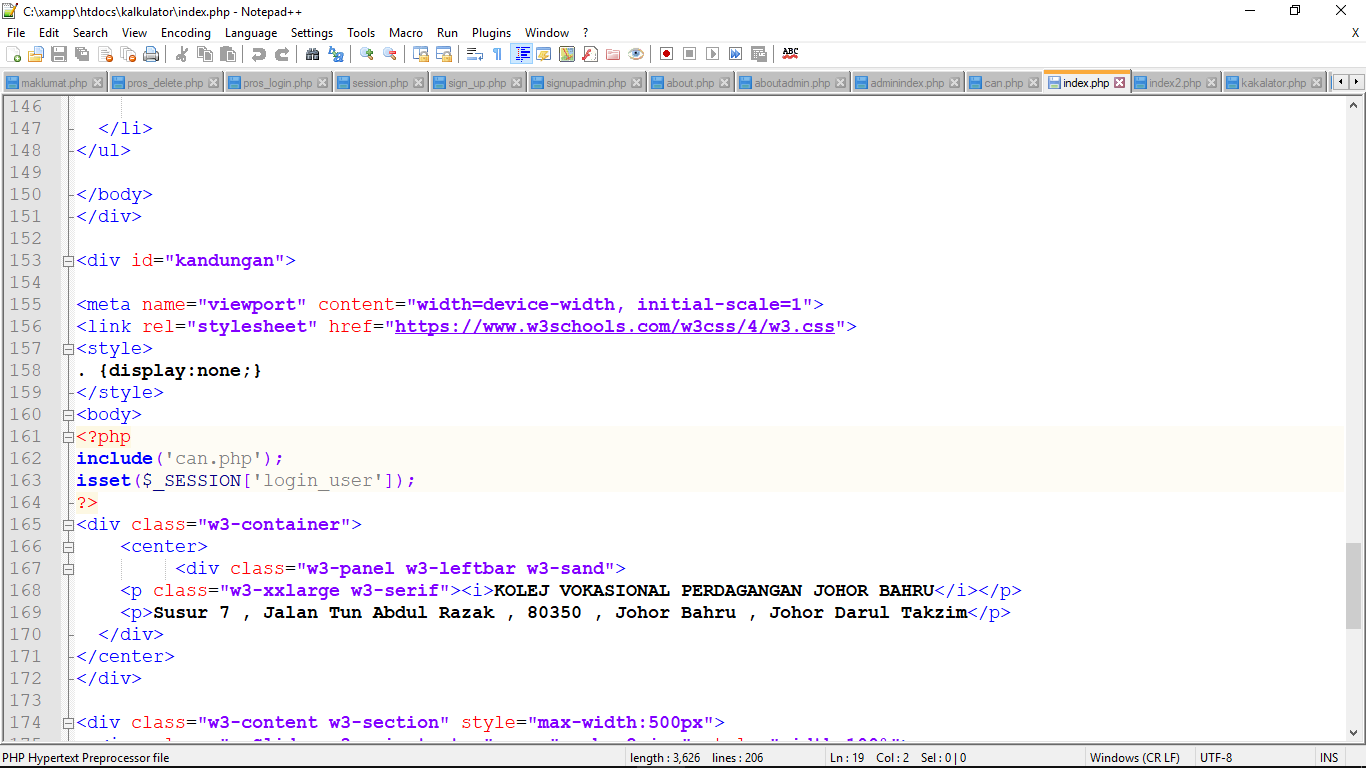 C:\xampp\htdocs\kalkulator\index.php - Notepad++
File Edit Search View Encoding Language Settings Tools Macro Run Plugins Window ? X
maklumat.php pros_delete.php pros_login.php session.php sign_up.php signupadmin.php about.php aboutadmin.php adminindex.php can.php index.php index2.php kakalator.php
146
147 </li>
148 </ul>
149
150 </body>
151 </div>
152
153 <div id="kandungan">
154
155 <meta name="viewport" content="width=device-width, initial-scale=1">
156 <link rel="stylesheet" href="https://www.w3schools.com/w3css/4/w3.css">
157 <style>
158 . {display:none;}
159 </style>
160 <body>
161 <?php
162 include('can.php');
163 isset($_SESSION['login_user']);
164 ?>
165 <div class="w3-container">
166 <center>
167 <div class="w3-panel w3-leftbar w3-sand">
168 <p class="w3-xxlarge w3-serif"><i>KOLEJ VOKASIONAL PERDAGANGAN JOHOR BAHRU</i></p>
169 <p>Susur 7 , Jalan Tun Abdul Razak , 80350 , Johor Bahru , Johor Darul Takzim</p>
170 </div>
171 </center>
172 </div>
173
174 <div class="w3-content w3-section" style="max-width:500px">
PHP Hypertext Preprocessor file length : 3,626 lines : 206 Ln : 19 Col : 2 Sel : 0 | 0 Windows (CR LF) UTF-8 INS